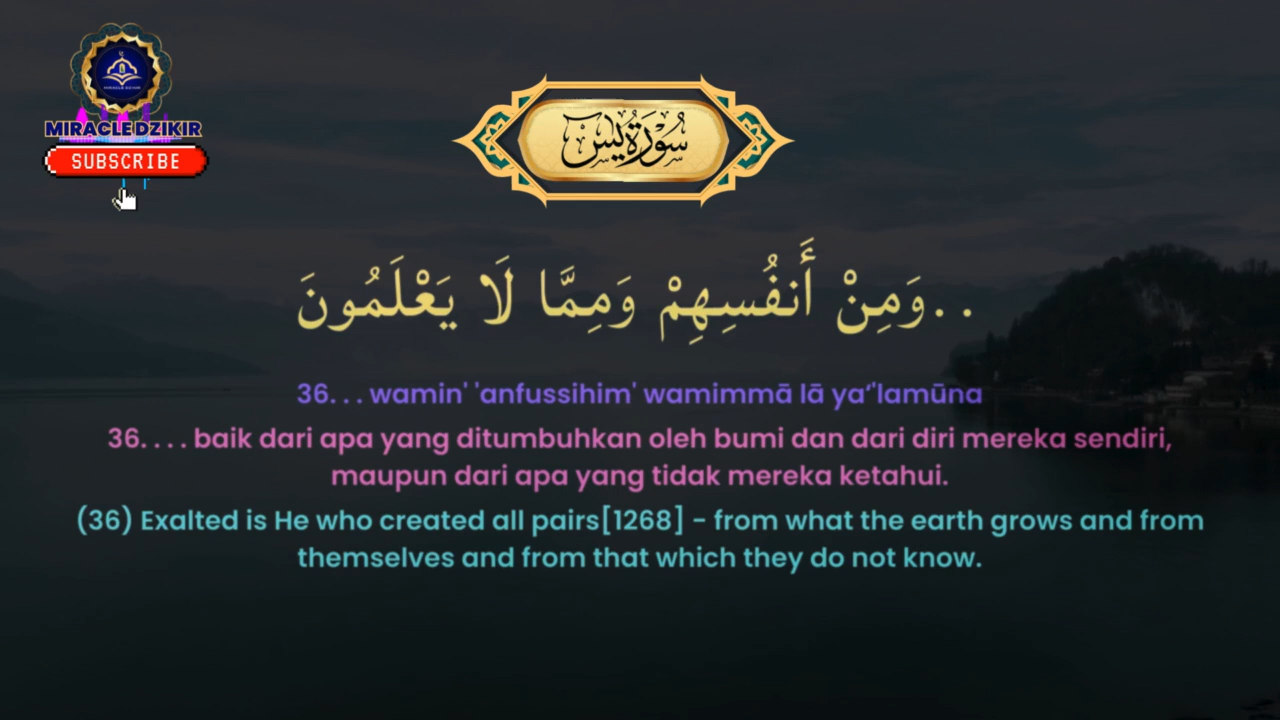 MIRACLE DZIKIR
SUBSCRIBE
سُورَةُ يسٓ
..وَمِنْ أَنفُسِهِمْ وَمِمَّا لَا يَعْلَمُونَ
36. . . wamin' 'anfussihim' wamimmā lā ya‘'lamūna
36. . . . baik dari apa yang ditumbuhkan oleh bumi dan dari diri mereka sendiri,
maupun dari apa yang tidak mereka ketahui.
(36) Exalted is He who created all pairs[1268] - from what the earth grows and from
themselves and from that which they do not know.